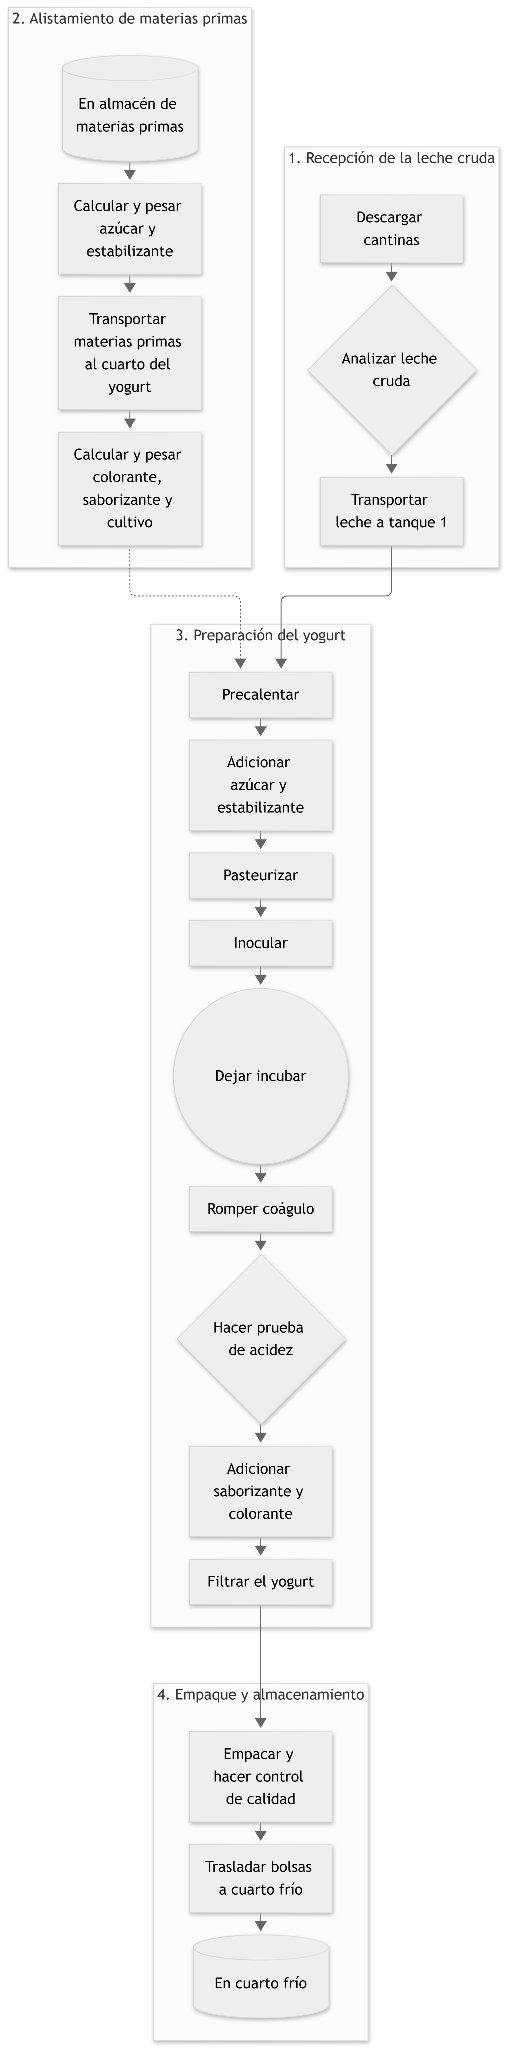 2. Alistamiento de materias primas
En almacén de
materias primas
Calcular y pesar
azúcar y
estabilizante
Transportar
materias primas
al cuarto del
yogurt
Calcular y pesar
colorante,
saborizante y
cultivo
1. Recepción de la leche cruda
Descargar
cantinas
Analizar leche
cruda
Transportar
leche a tanque 1
3. Preparación del yogurt
Precalentar
Adicionar
azúcar y
estabilizante
Pasteurizar
Inocular
Dejar incubar
Romper coágulo
Hacer prueba
de acidez
Adicionar
saborizante y
colorante
Filtrar el yogurt
4. Empaque y almacenamiento
Empacar y
hacer control
de calidad
Trasladar bolsas
a cuarto frío
En cuarto frío